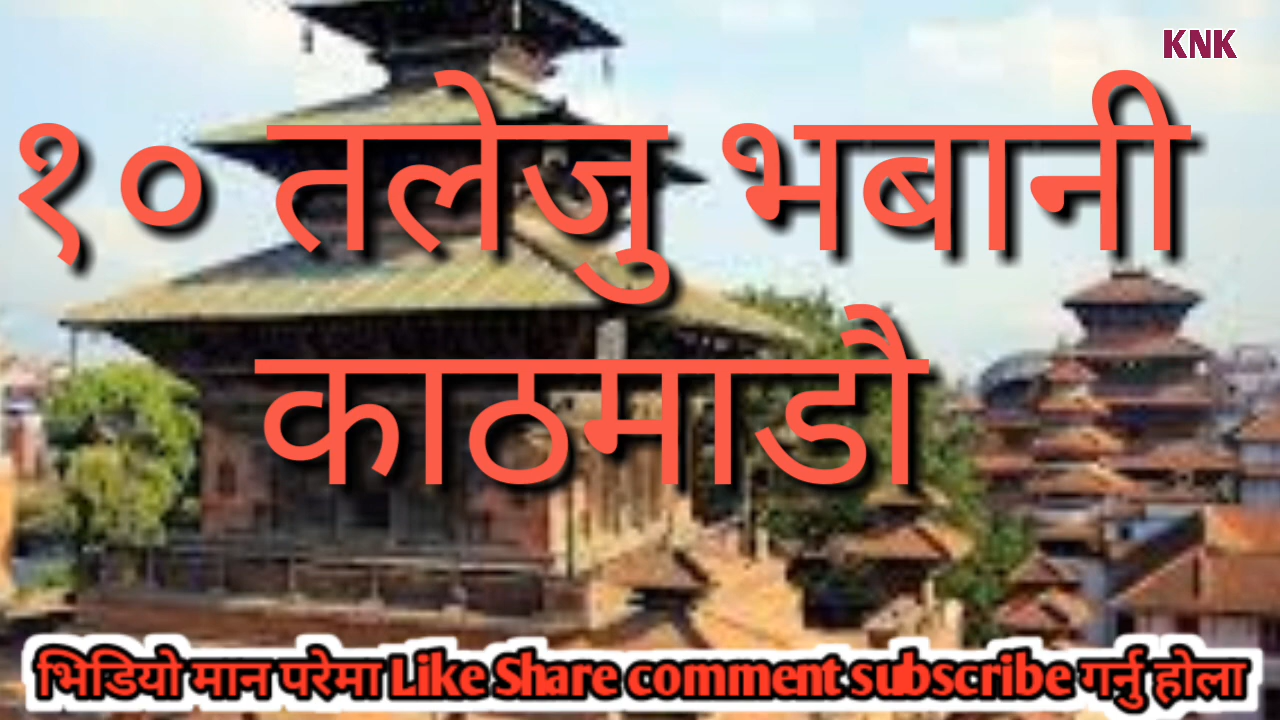 KNK
१० तलेजु भबानी
काठमाडौ
भिडियो मान परेमा Like Share comment subscribe गर्नु होला